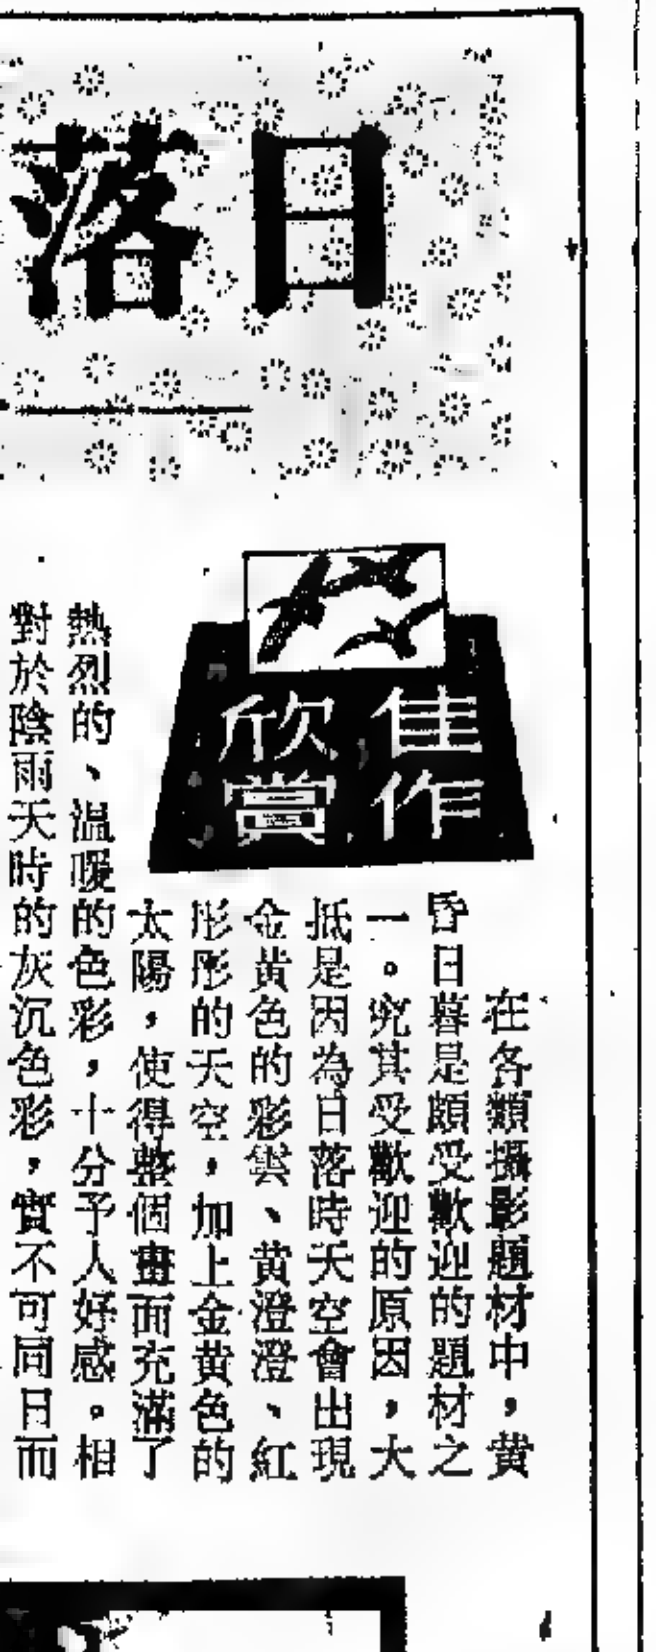 日落
佳作
欣賞
在各類攝影題材中，黄
昏日暮是頗受歡迎的題材之
一。究其受歡迎的原因，大
抵是因為日落時天空會出現
金黃色的彩雲、黃澄澄、紅
彤彤的天空，加上金黃色的
太陽，使得整個畫面充滿了
熱烈的、温暖的色彩，十分予人好感。相
對於陰雨天時的灰沉色彩，實不可同日而